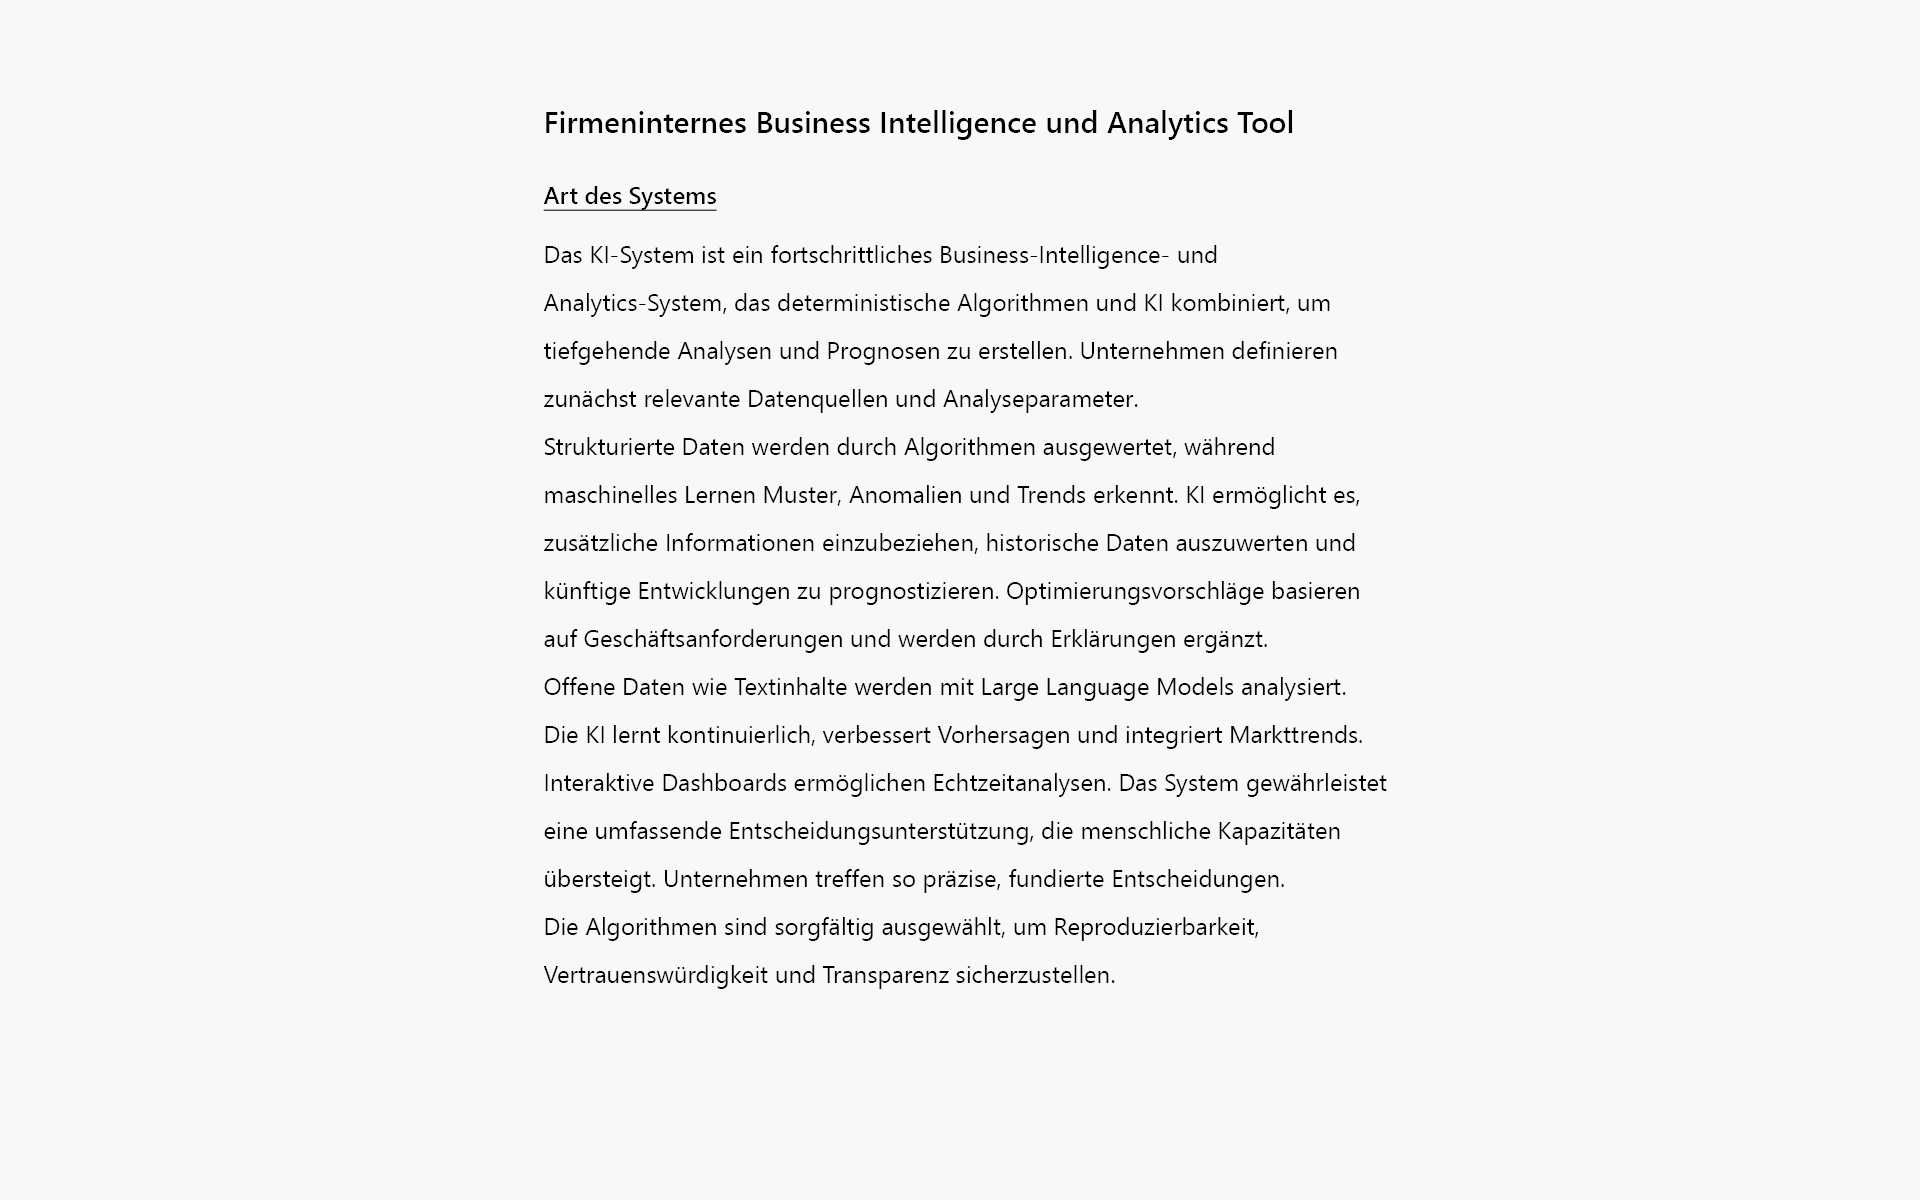 Firmeninternes Business Intelligence und Analytics Tool
Art des Systems
Das KI-System ist ein fortschrittliches Business-Intelligence- und
Analytics-System, das deterministische Algorithmen und KI kombiniert, um
tiefgehende Analysen und Prognosen zu erstellen. Unternehmen definieren
zunächst relevante Datenquellen und Analyseparameter.
Strukturierte Daten werden durch Algorithmen ausgewertet, während
maschinelles Lernen Muster, Anomalien und Trends erkennt. KI ermöglicht es,
zusätzliche Informationen einzubeziehen, historische Daten auszuwerten und
künftige Entwicklungen zu prognostizieren. Optimierungsvorschläge basieren
auf Geschäftsanforderungen und werden durch Erklärungen ergänzt.
Offene Daten wie Textinhalte werden mit Large Language Models analysiert.
Die KI lernt kontinuierlich, verbessert Vorhersagen und integriert Markttrends.
Interaktive Dashboards ermöglichen Echtzeitanalysen. Das System gewährleistet
eine umfassende Entscheidungsunterstützung, die menschliche Kapazitäten
übersteigt. Unternehmen treffen so präzise, fundierte Entscheidungen.
Die Algorithmen sind sorgfältig ausgewählt, um Reproduzierbarkeit,
Vertrauenswürdigkeit und Transparenz sicherzustellen.